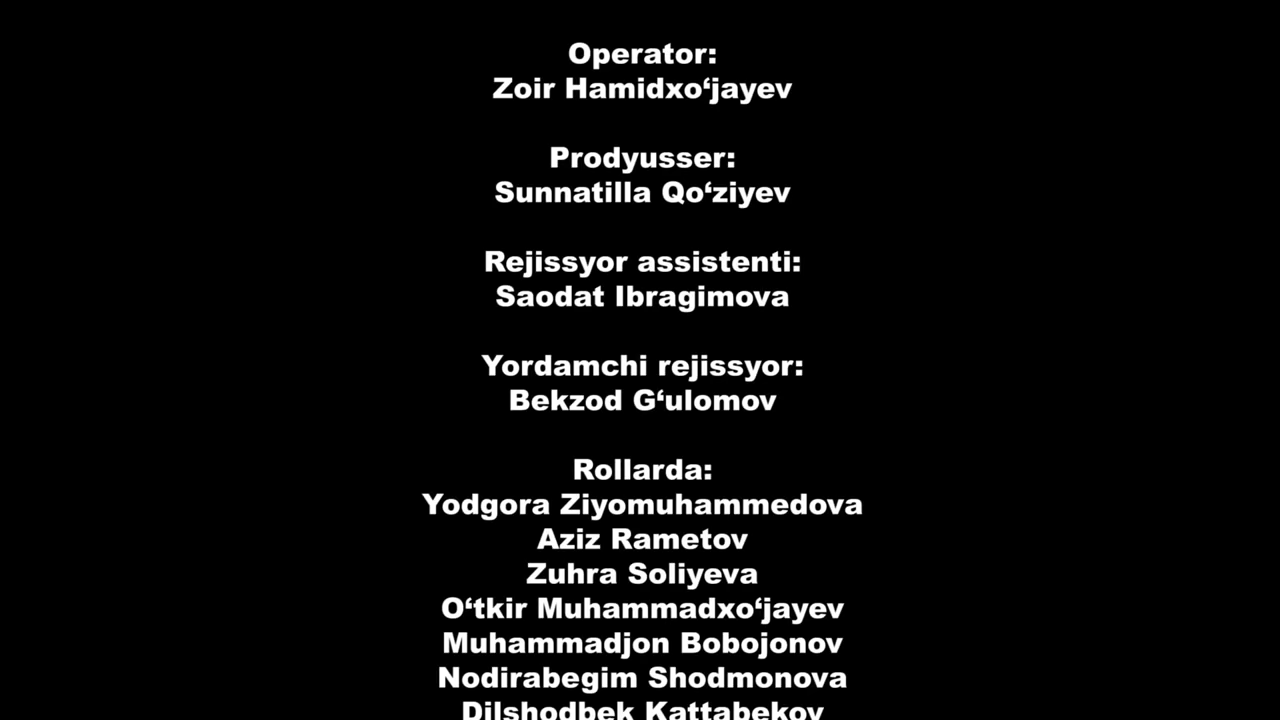 Operator:
Zoir Hamidxo‘jayev
Prodyusser:
Sunnatilla Qo‘ziyev
Rejissyor assistenti:
Saodat Ibragimova
Yordamchi rejissyor:
Bekzod G‘ulomov
Rollarda:
Yodgora Ziyomuhammedova
Aziz Rametov
Zuhra Soliyeva
O‘tkir Muhammadxo‘jayev
Muhammadjon Bobojonov
Nodirabegim Shodmonova
Dilshodbek Kattabekov